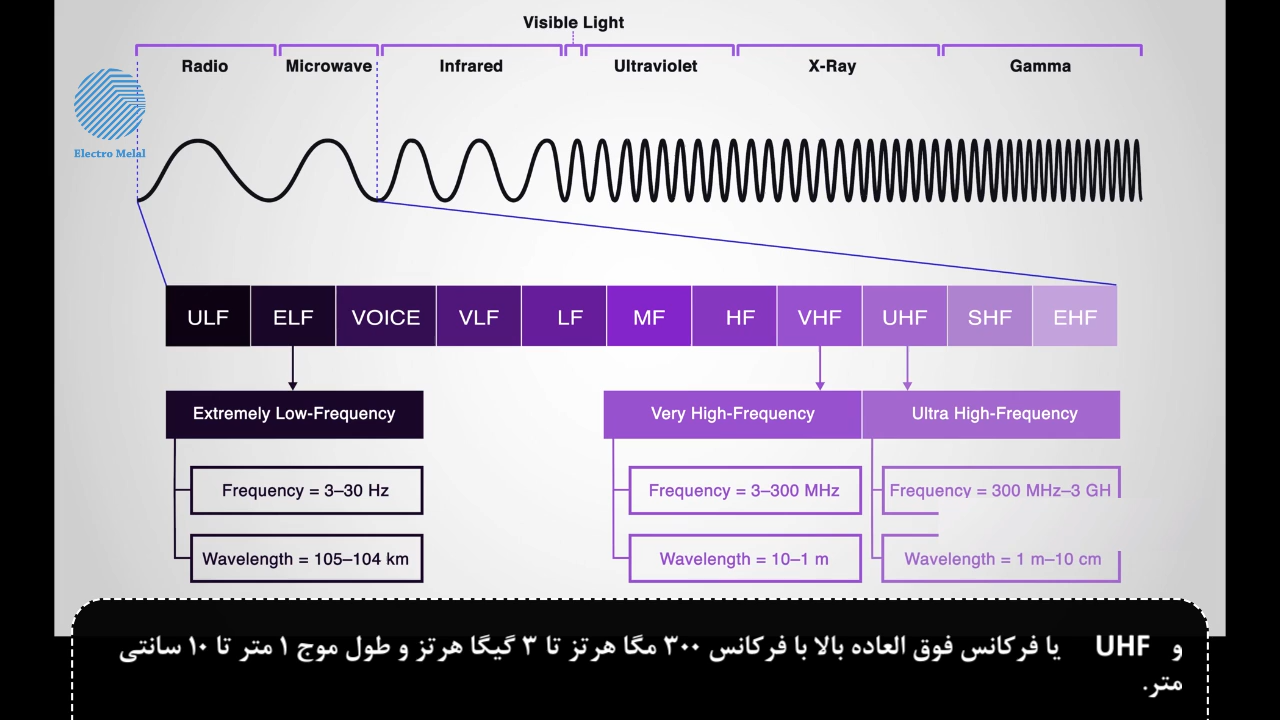 Visible Light
Radio Microwave Infrared Ultraviolet X-Ray Gamma
Electro Melal
ULF ELF VOICE VLF LF MF HF VHF UHF SHF EHF
Extremely Low-Frequency Very High-Frequency Ultra High-Frequency
Frequency = 3–30 Hz Frequency = 3–300 MHz Frequency = 300 MHz–3 GH
Wavelength = 105–104 km Wavelength = 10–1 m Wavelength = 1 m–10 cm
و UHF یا فرکانس فوق العاده بالا با فرکانس ۳۰۰ مگا هرتز تا ۳ گیگا هرتز و طول موج ۱ متر تا ۱۰ سانتی
متر.